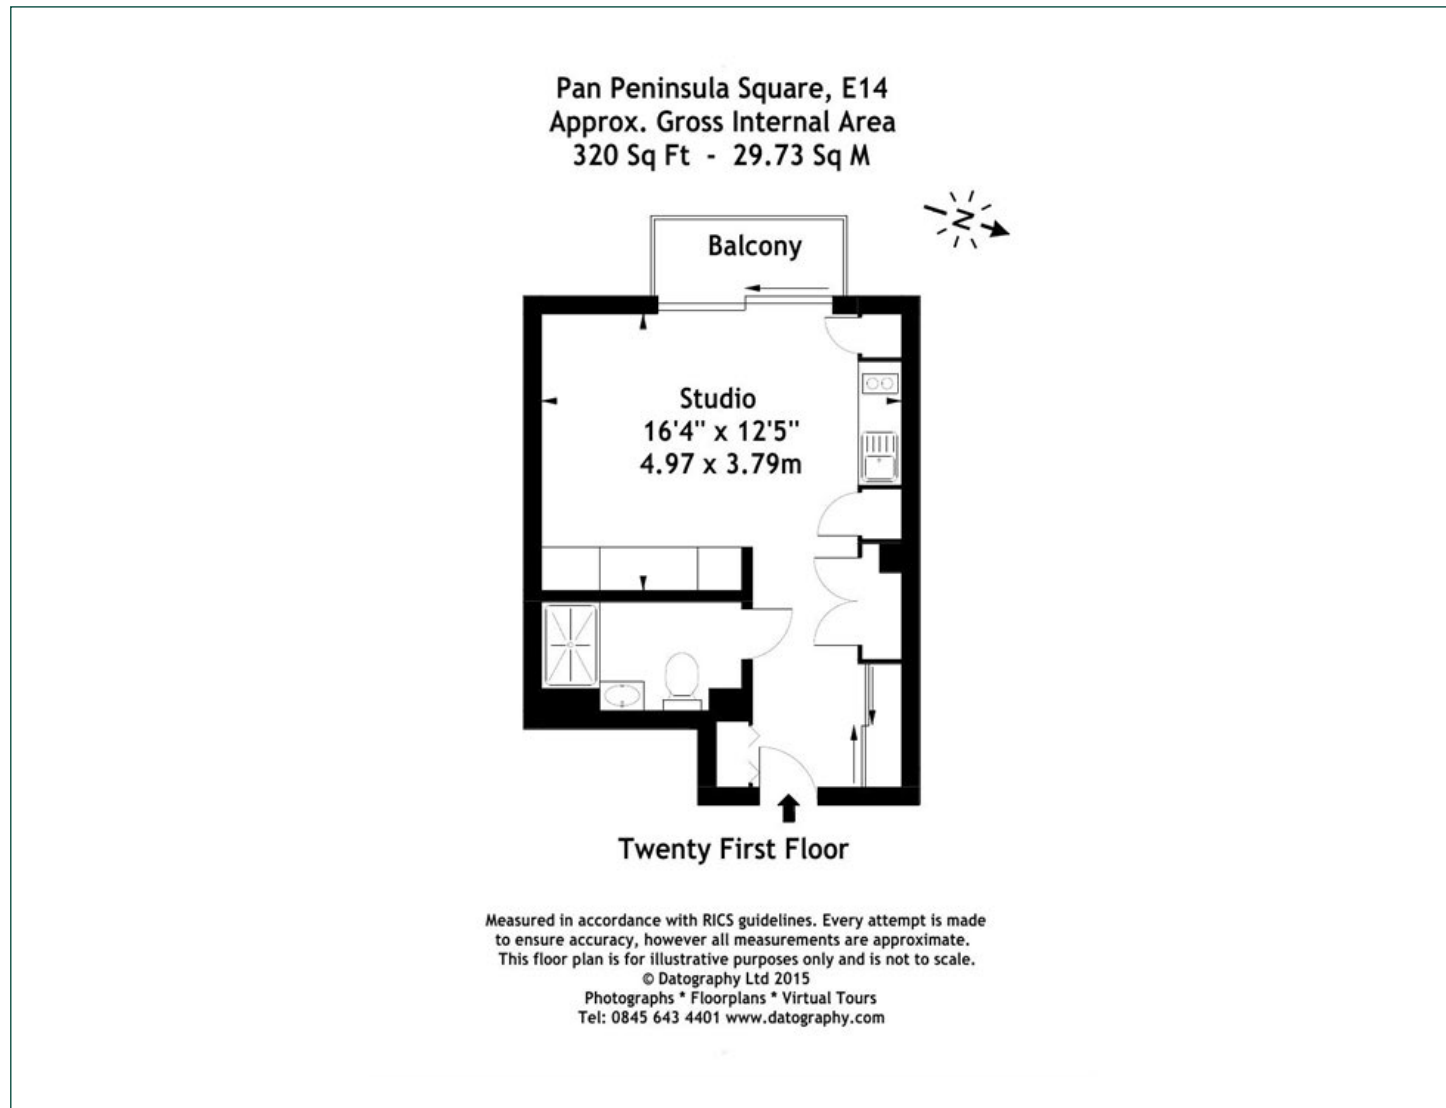 Pan Peninsula Square, E14
Approx. Gross Internal Area
320 Sq Ft - 29.73 Sq M
N
Balcony
Studio
16'4" x 12'5"
4.97 x 3.79m
Twenty First Floor
Measured in accordance with RICS guidelines. Every attempt is made
to ensure accuracy, however all measurements are approximate.
This floor plan is for illustrative purposes only and is not to scale.
© Datography Ltd 2015
Photographs * Floorplans * Virtual Tours
Tel: 0845 643 4401 www.datography.com